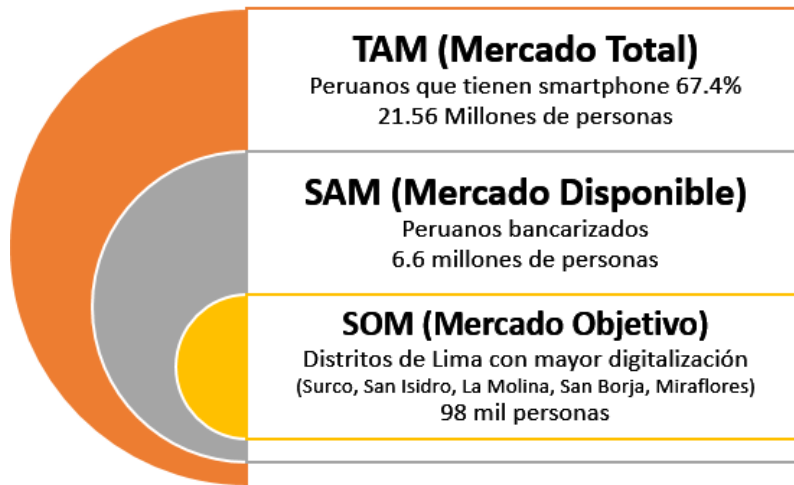 TAM (Mercado Total)
Peruanos que tienen smartphone 67.4%
21.56 Millones de personas
SAM (Mercado Disponible)
Peruanos bancarizados
6.6 millones de personas
SOM (Mercado Objetivo)
Distritos de Lima con mayor digitalización
(Surco, San Isidro, La Molina, San Borja, Miraflores)
98 mil personas